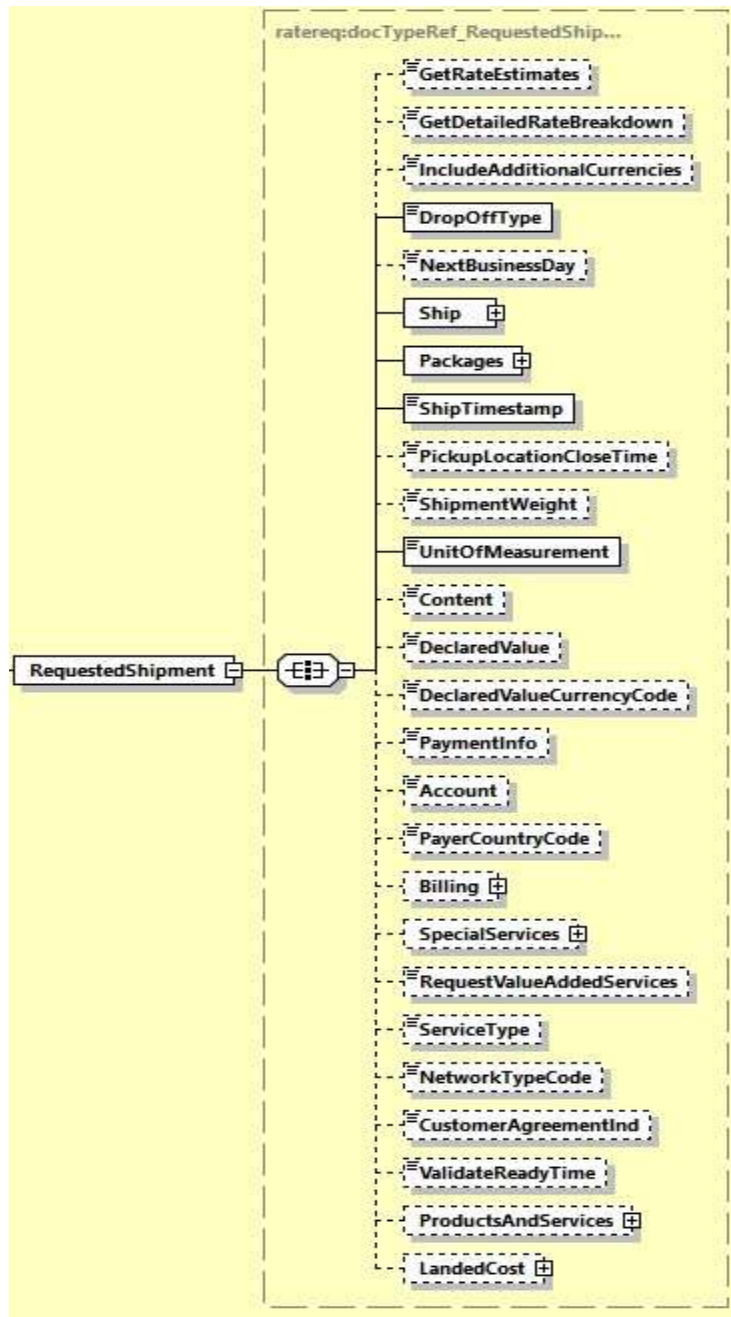 ratereq:docTypeRef_RequestedShip...
GetRateEstimates
GetDetailedRateBreakdown
IncludeAdditionalCurrencies
DropOffType
NextBusinessDay
Ship
Packages
ShipTimestamp
PickupLocationCloseTime
ShipmentWeight
UnitOfMeasurement
Content
DeclaredValue
RequestedShipment
DeclaredValueCurrencyCode
PaymentInfo
Account
PayerCountryCode
Billing
SpecialServices
RequestValueAddedServices
ServiceType
NetworkTypeCode
CustomerAgreementInd
ValidateReadyTime
ProductsAndServices
LandedCost